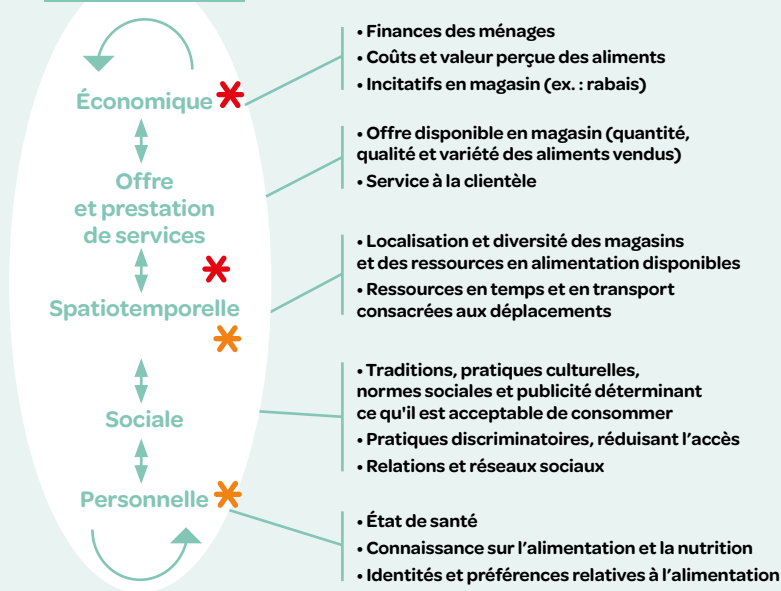 Économique
• Finances des ménages
• Coûts et valeur perçue des aliments
• Incitatifs en magasin (ex. : rabais)
Offre
et prestation
de services
• Offre disponible en magasin (quantité,
qualité et variété des aliments vendus)
• Service à la clientèle
Spatiotemporelle
• Localisation et diversité des magasins
et des ressources en alimentation disponibles
• Ressources en temps et en transport
consacrées aux déplacements
Sociale
• Traditions, pratiques culturelles,
normes sociales et publicité déterminant
ce qu'il est acceptable de consommer
• Pratiques discriminatoires, réduisant l’accès
• Relations et réseaux sociaux
Personnelle
• État de santé
• Connaissance sur l’alimentation et la nutrition
• Identités et préférences relatives à l’alimentation